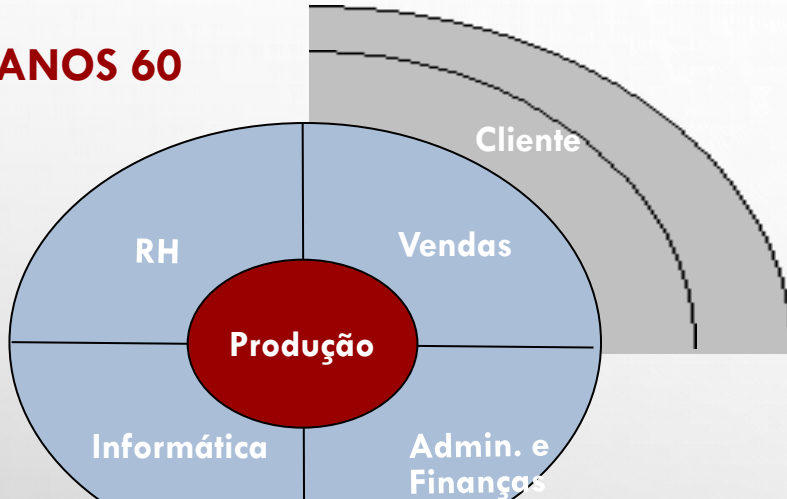 ANOS 60
Cliente
RH
Vendas
Produção
Informática
Admin. e
Finanças